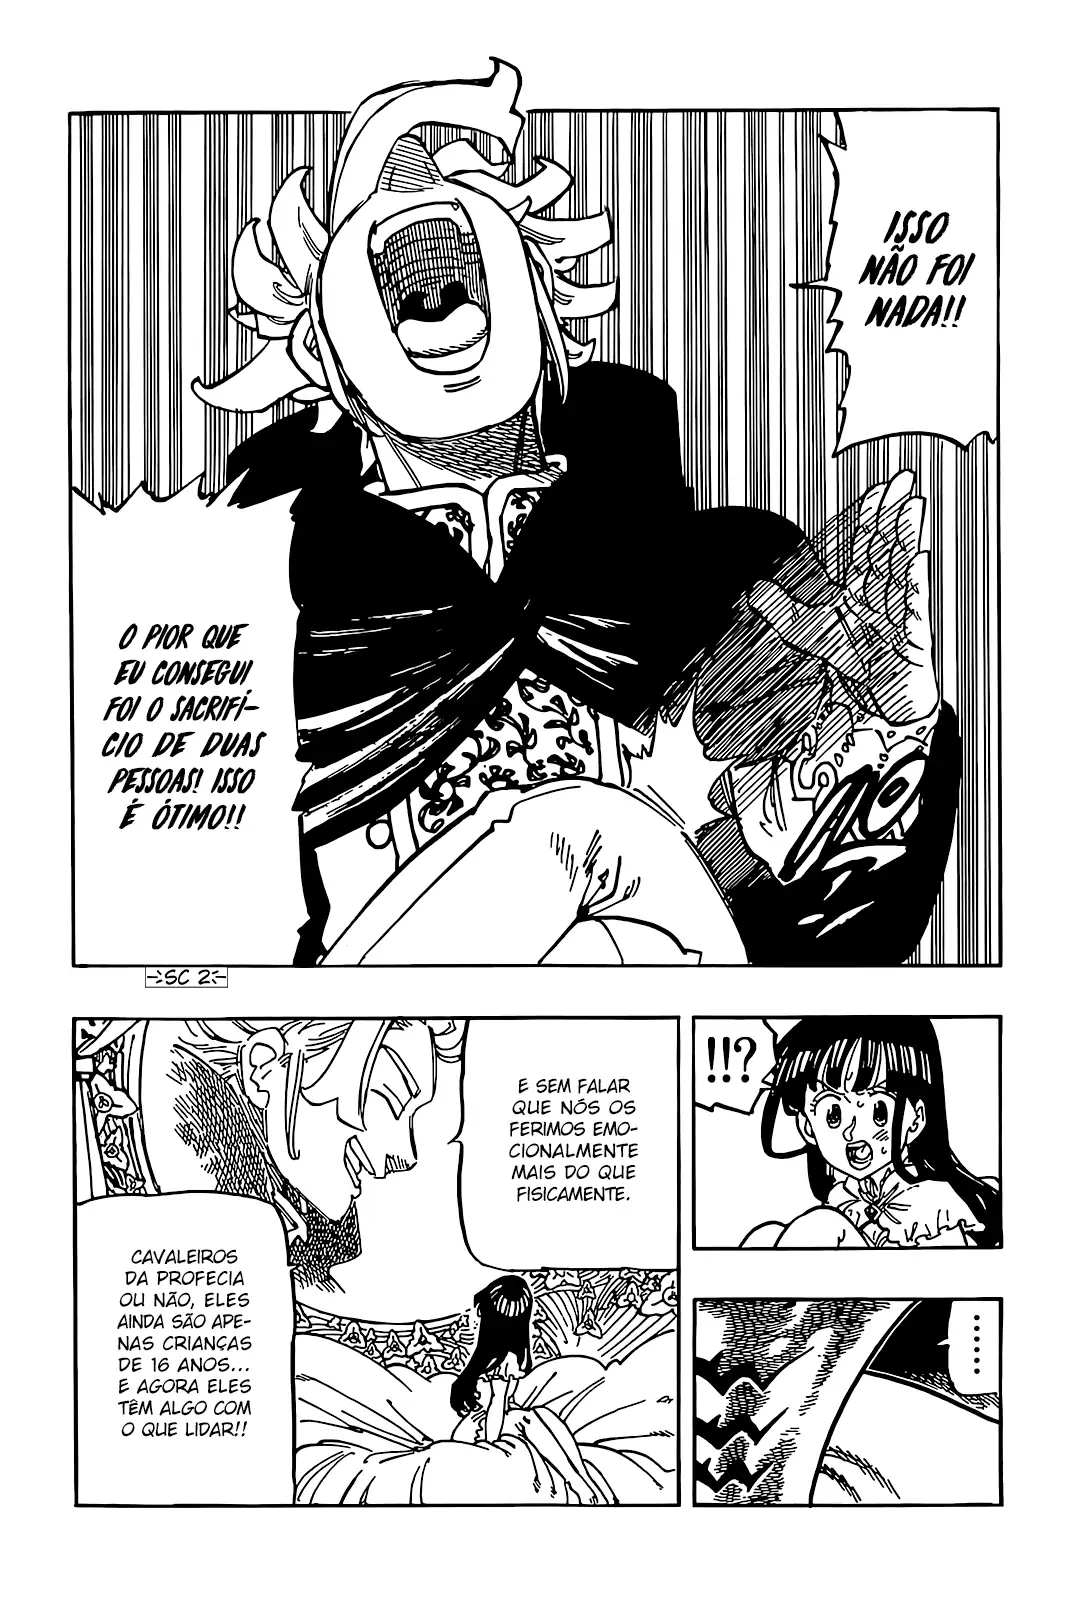 ISSO
NÃO FOI
NADA!!
O PIOR QUE
EU CONSEGUI
FOI O SACRIFÍ-
CIO DE DUAS
PESSOAS! ISSO
É ÓTIMO!!
SC 2
!!?
E SEM FALAR
QUE NÓS OS
FERIMOS EMO-
CIONALMENTE
MAIS DO QUE
FISICAMENTE.
CAVALEIROS
DA PROFECIA
OU NÃO, ELES
AINDA SÃO APE-
NAS CRIANÇAS
DE 16 ANOS...
E AGORA ELES
TÊM ALGO COM
O QUE LIDAR!!
........